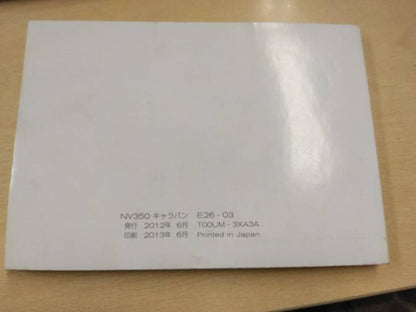 NV350 キャラバン E26-03
発行 2012年 6月 T00UM-3XA3A
印刷 2013年 6月 Printed in Japan